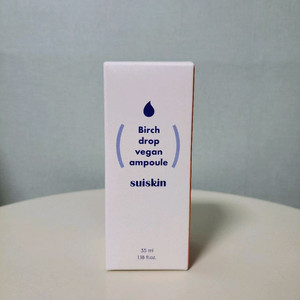 Birch
drop
vegan
ampoule
suiskin
35 ml
1.18 fl.oz.